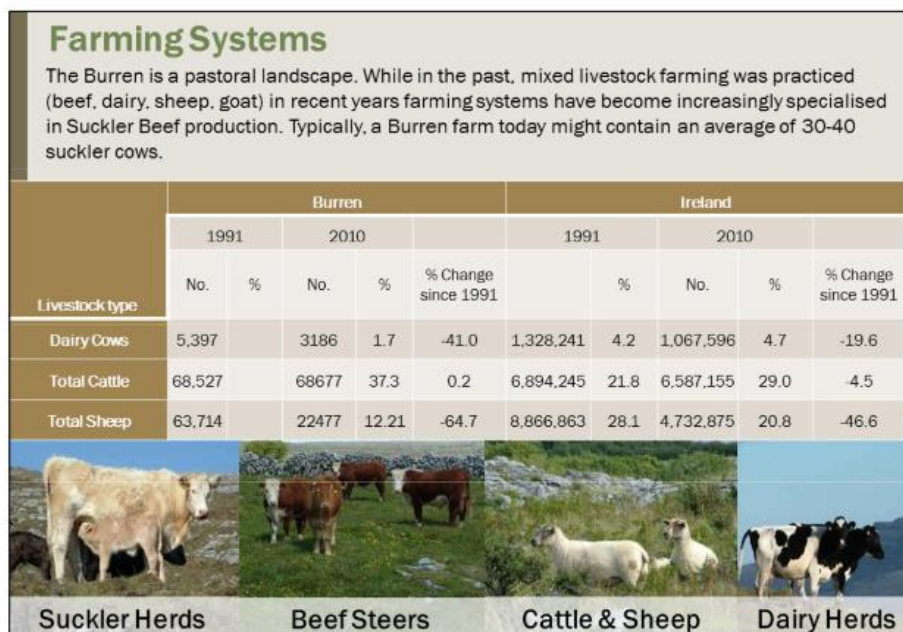 Farming Systems
The Burren is a pastoral landscape. While in the past, mixed livestock farming was practiced
(beef, dairy, sheep, goat) in recent years farming systems have become increasingly specialised
in Suckler Beef production. Typically, a Burren farm today might contain an average of 30-40
suckler cows.
Burren Ireland
1991 2010 1991 2010
Livestock type No. % No. % % Change since 1991 % No. % % Change since 1991
Dairy Cows 5,397 3186 1.7 -41.0 1,328,241 4.2 1,067,596 4.7 -19.6
Total Cattle 68,527 68677 37.3 0.2 6,894,245 21.8 6,587,155 29.0 -4.5
Total Sheep 63,714 22477 12.21 -64.7 8,866,863 28.1 4,732,875 20.8 -46.6
Suckler Herds Beef Steers Cattle & Sheep Dairy Herds